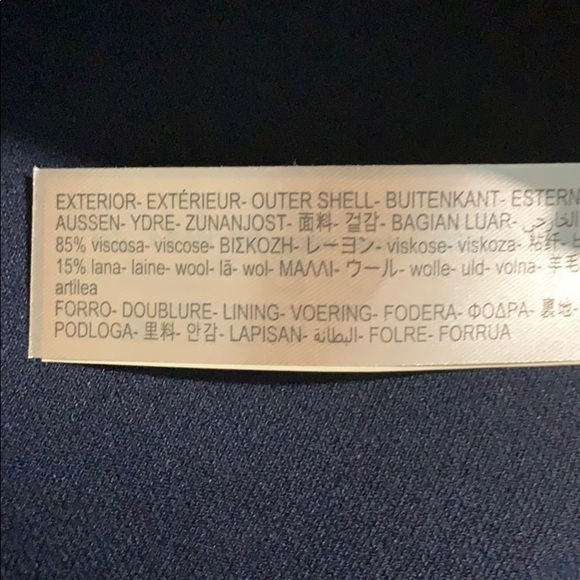 EXTERIOR- EXTÉRIEUR- OUTER SHELL- BUITENKANT- ESTERN
AUSSEN- YDRE- ZUNANJOST- 面料- 겉감- BAGIAN LUAR- الخارجي
85% viscosa- viscose- ΒΙΣΚΟΖΗ- レーヨン- viskose- viskoza- 粘纤-
15% lana- laine- wool- lã- wol- ΜΑΛΛΙ- ウール- wolle- uld- volna- 羊毛
artilea
FORRO- DOUBLURE- LINING- VOERING- FODERA- ΦΟΔΡΑ- 裏地-
PODLOGA- 里料- 안감- LAPISAN- البطانة- FOLRE- FORRUA